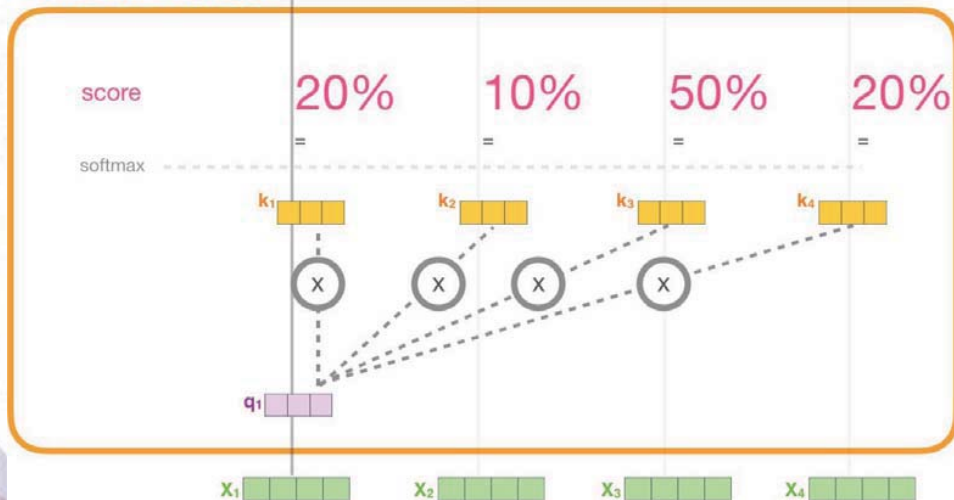 score 20% 10% 50% 20%
= = = =
softmax
k₁ k₂ k₃ k₄
x x x x
q₁
X₁ X₂ X₃ X₄